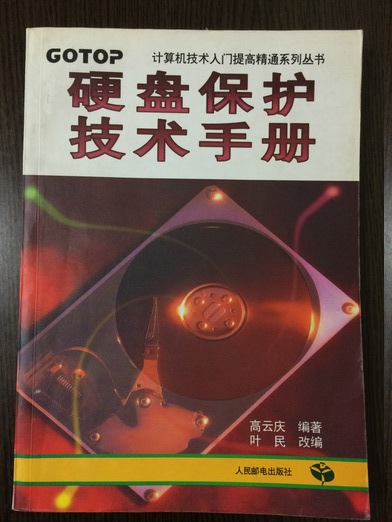 GOTOP
计算机技术入门提高精通系列丛书
硬盘保护
技术手册
高云庆 编著
叶民 改编
人民邮电出版社